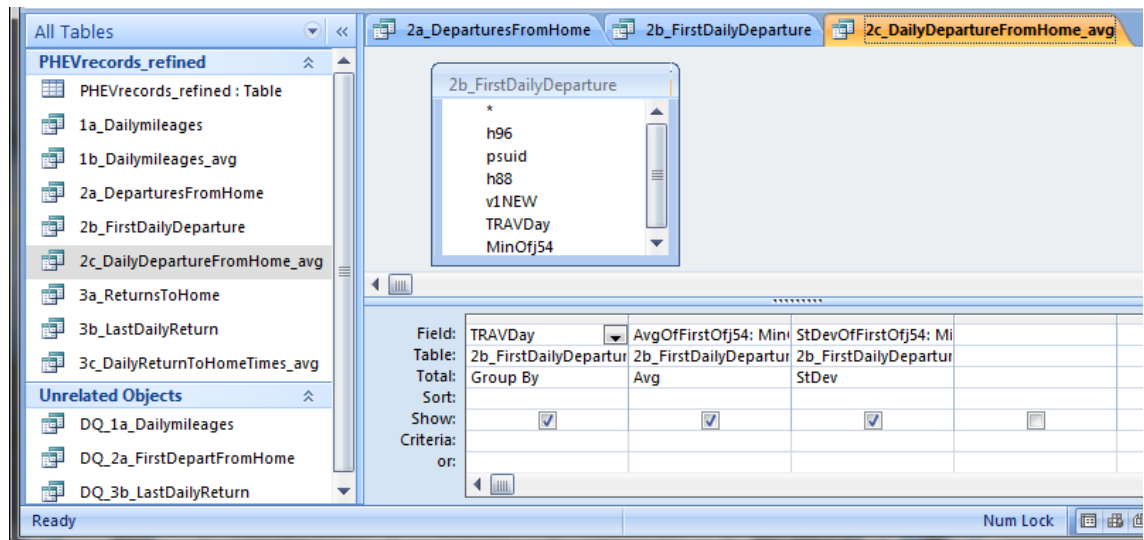 All Tables
2a_DeparturesFromHome
2b_FirstDailyDeparture
2c_DailyDepartureFromHome_avg
PHEVrecords_refined
PHEVrecords_refined : Table
1a_Dailymileages
1b_Dailymileages_avg
2a_DeparturesFromHome
2b_FirstDailyDeparture
2c_DailyDepartureFromHome_avg
3a_ReturnsToHome
3b_LastDailyReturn
3c_DailyReturnToHomeTimes_avg
Unrelated Objects
DQ_1a_Dailymileages
DQ_2a_FirstDepartFromHome
DQ_3b_LastDailyReturn
2b_FirstDailyDeparture
*
h96
psuid
h88
v1NEW
TRAVDay
MinOfj54
Field: TRAVDay AvgOfFirstOfj54: Min StDevOfFirstOfj54: Mi
Table: 2b_FirstDailyDepartur 2b_FirstDailyDepartur 2b_FirstDailyDepartur
Total: Group By Avg StDev
Sort:
Show:
Criteria:
or:
Ready Num Lock